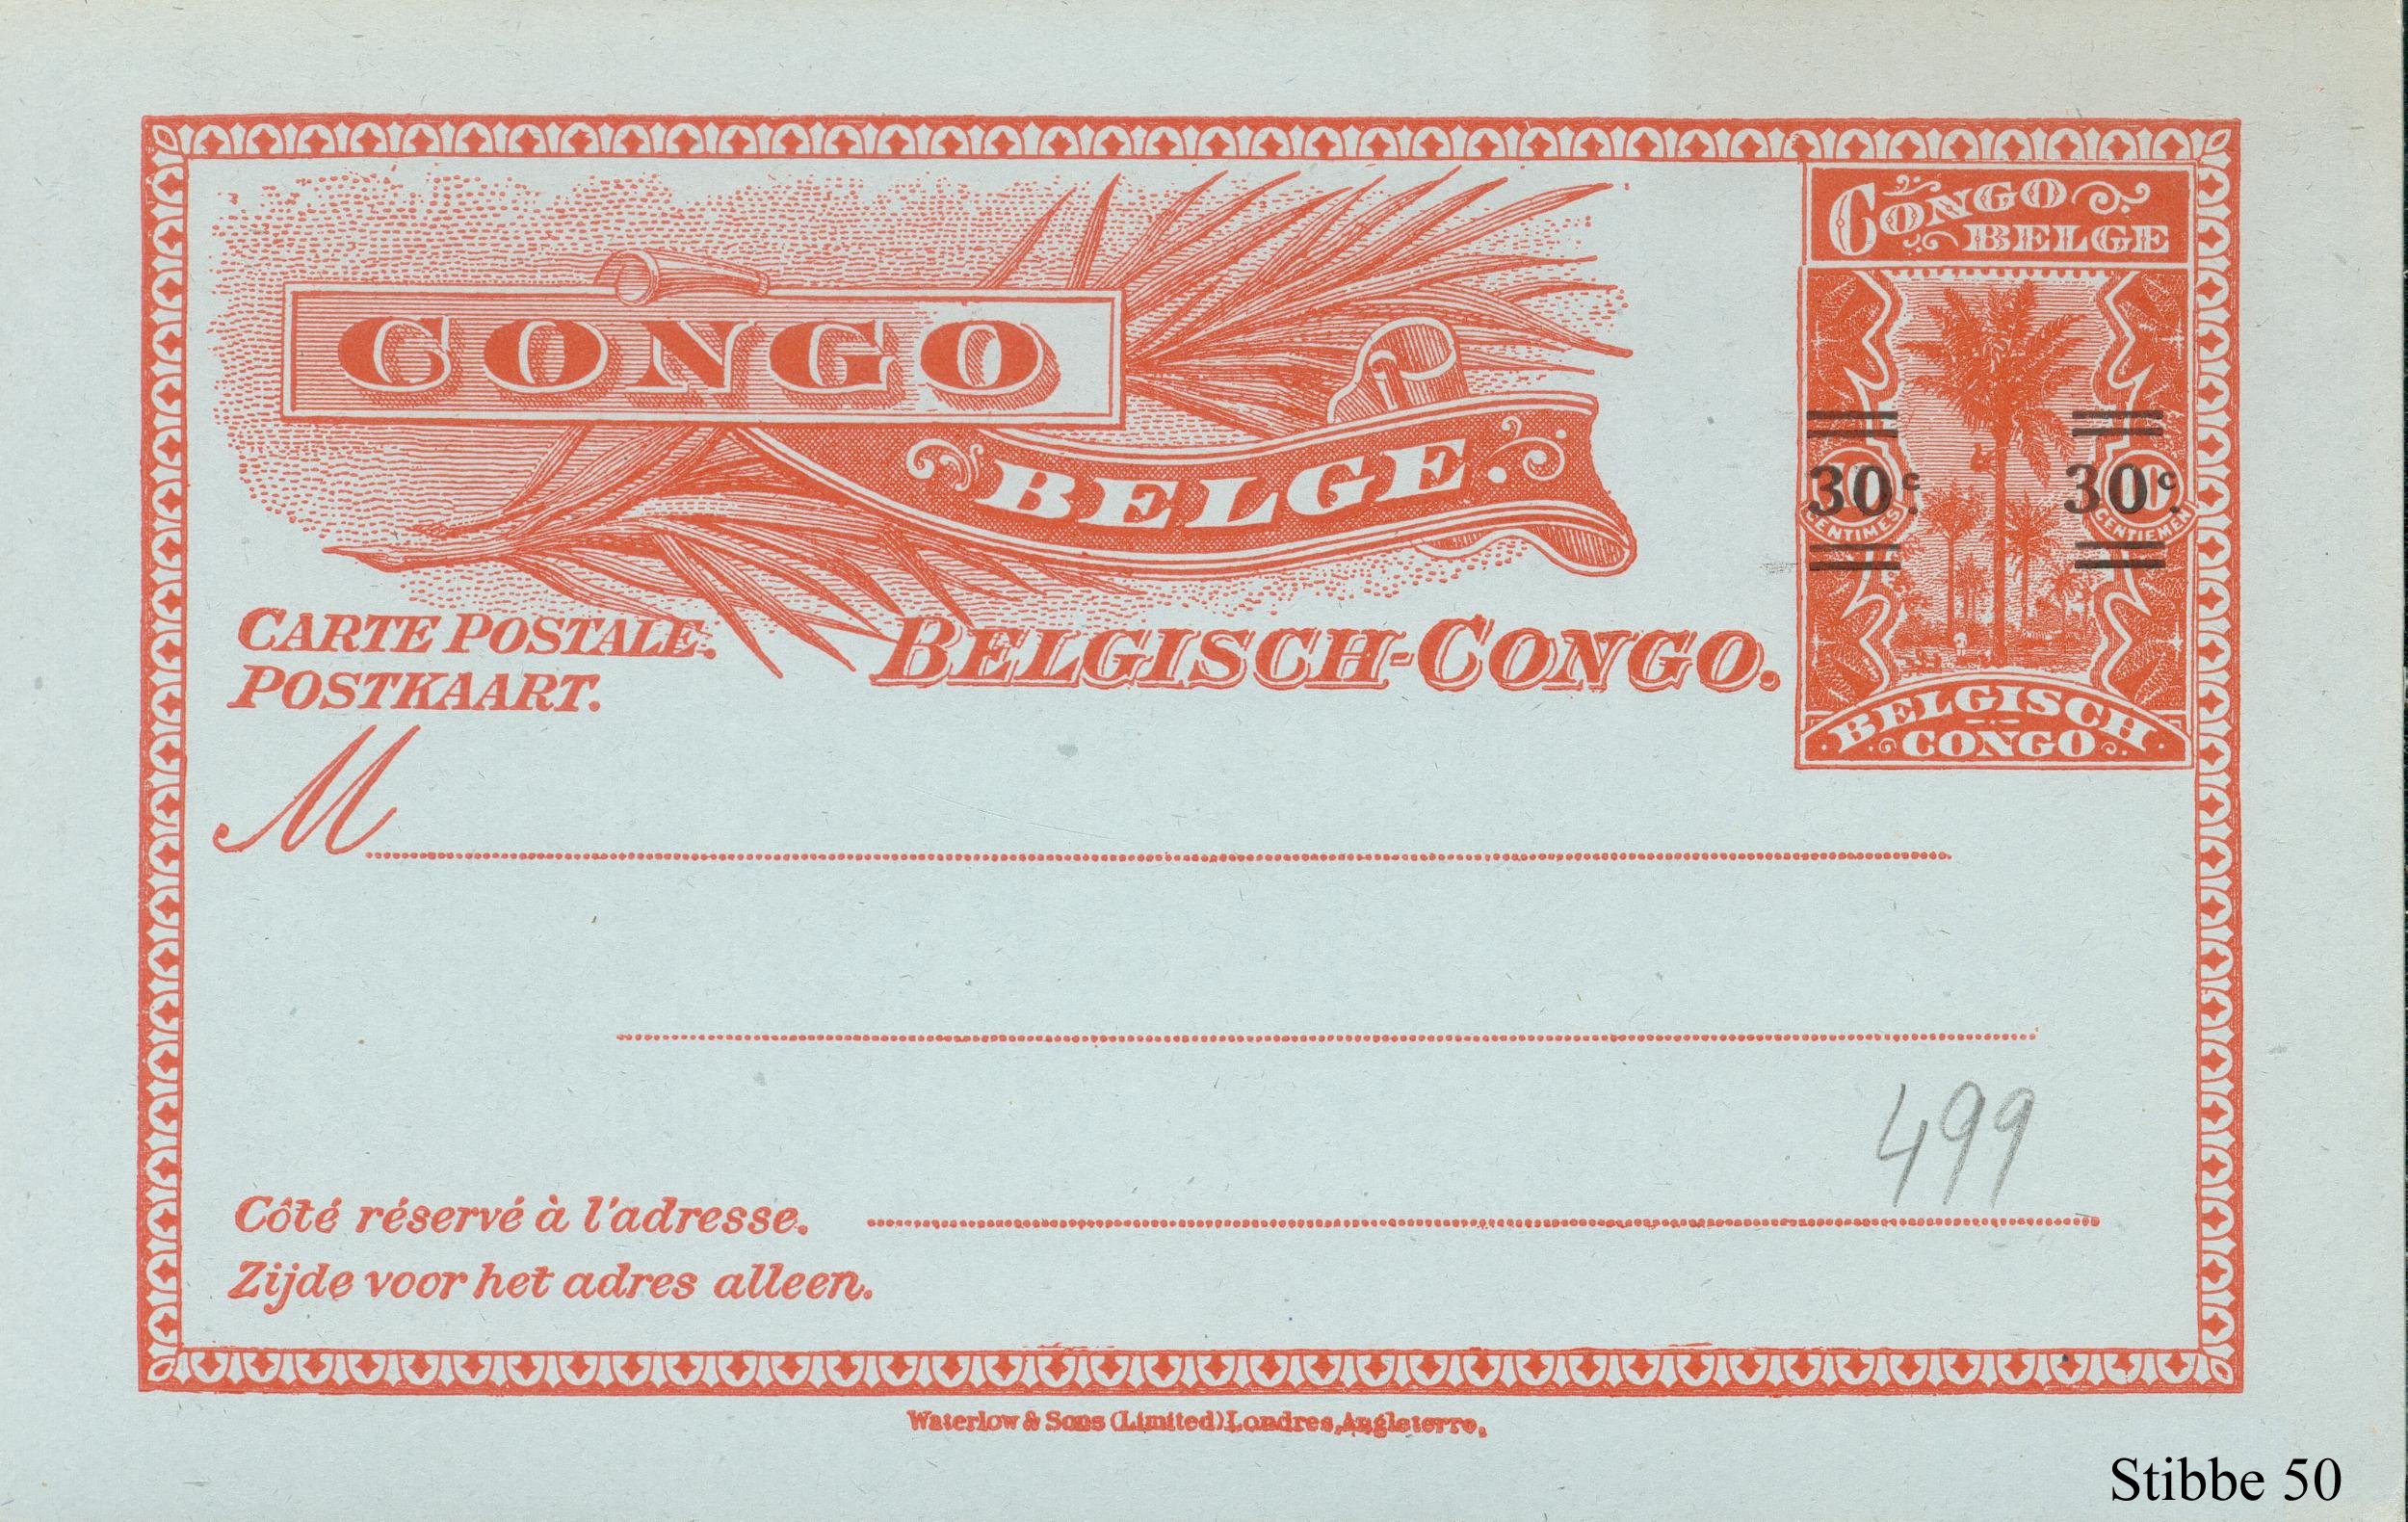 CONGO
BELGE.
CONGO
BELGE
30c. 30c.
CENTIMES CENTIEMEN
BELGISCH
CONGO
CARTE POSTALE.
BELGISCH-CONGO.
POSTKAART.
M
499
Côté réservé à l'adresse.
Zijde voor het adres alleen.
Waterlow & Sons (Limited) Londres, Angleterre.
Stibbe 50